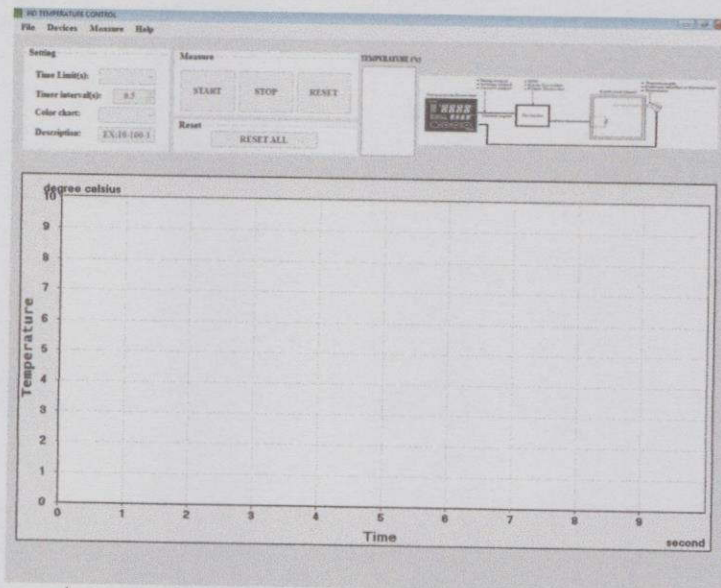 HD TEMPERATURE CONTROL
File Devices Measure Help
Setting
Time Limit(s):
Timer interval(s): 0.5
Color chart:
Description: EX:10-100-1
Measure
START STOP RESET
Reset
RESET ALL
TEMPERATURE (°C)
degree celsius
10
9
8
7
6
5
4
3
2
1
0
Temperature
0 1 2 3 4 5 6 7 8 9
Time
second